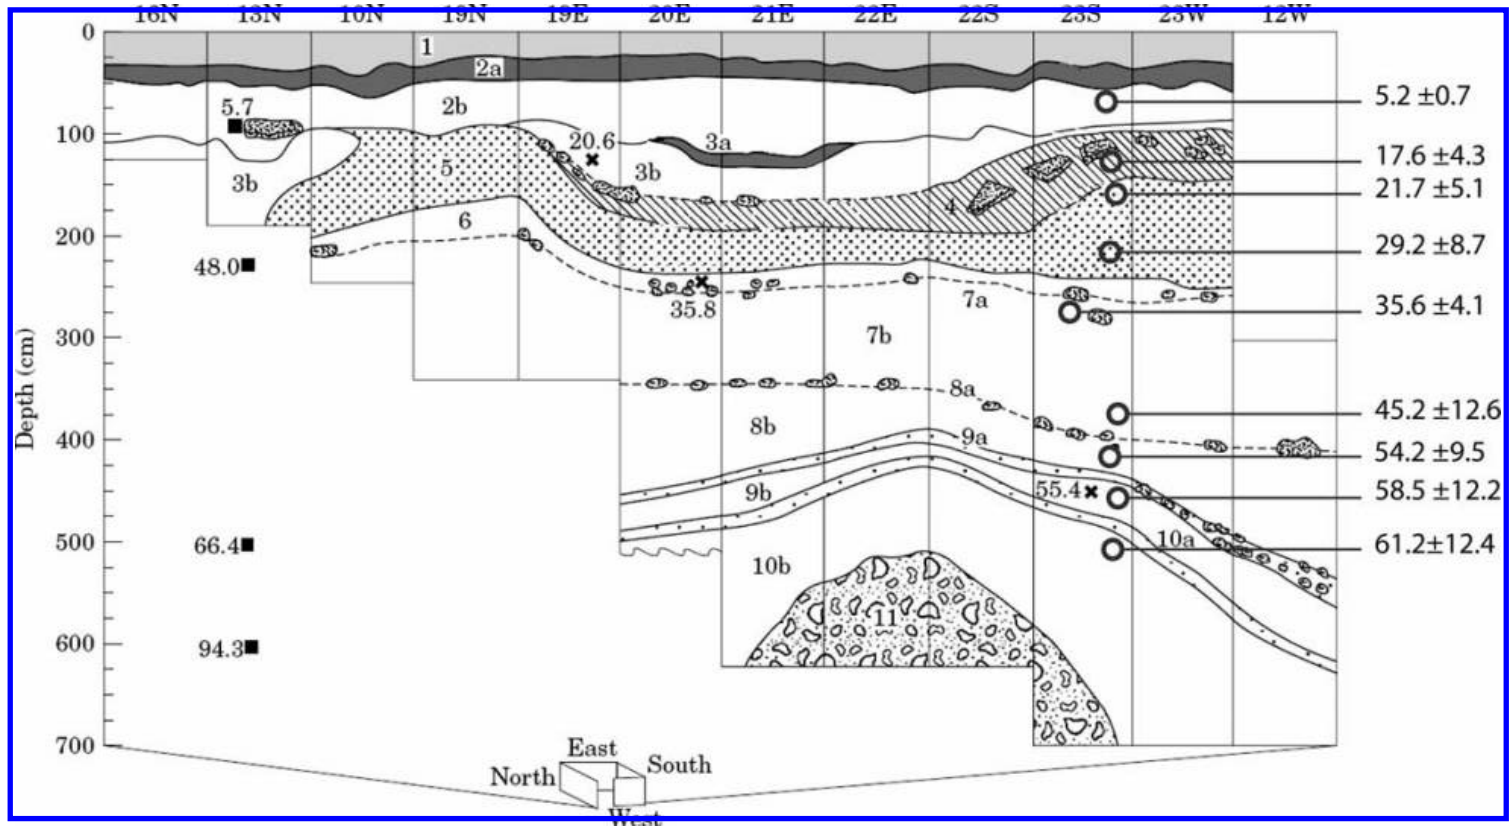 16N 13N 10N 19N 19E 20E 21E 22E 22S 23S 23W 12W
0
1
2a
5.7
2b
5.2 ±0.7
100
20.6
3a
17.6 ±4.3
3b
5
3b
21.7 ±5.1
4
200
6
29.2 ±8.7
48.0
35.8
7a
35.6 ±4.1
300
7b
Depth (cm)
8a
45.2 ±12.6
400
8b
9a
54.2 ±9.5
9b
55.4
58.5 ±12.2
500
66.4
10a
61.2±12.4
10b
600
11
94.3
700
East
North
South
West